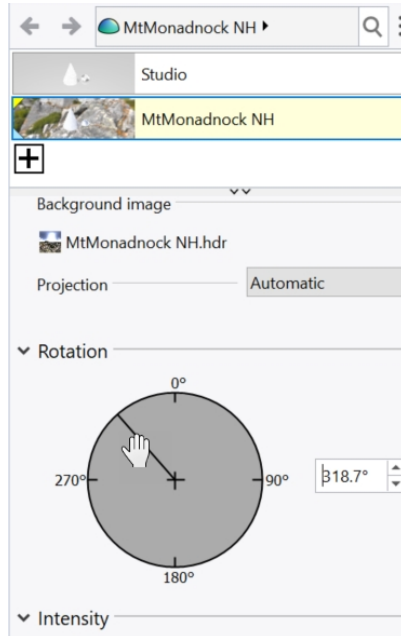 MtMonadnock NH
Studio
MtMonadnock NH
Background image
MtMonadnock NH.hdr
Projection Automatic
Rotation
0°
270° 90° 318.7°
180°
Intensity